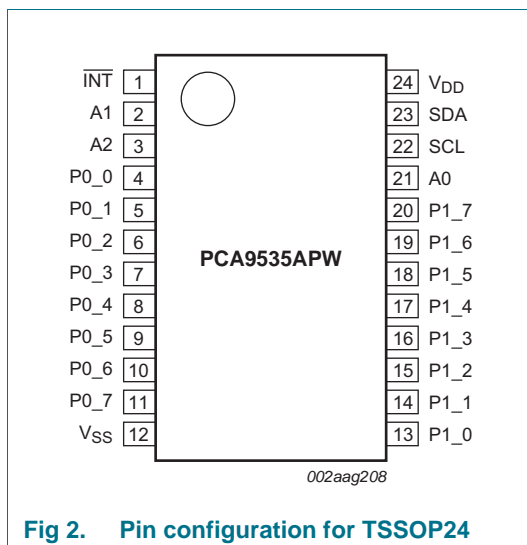 INT 1 24 VDD
A1 2 23 SDA
A2 3 22 SCL
P0_0 4 21 A0
P0_1 5 20 P1_7
P0_2 6 19 P1_6
P0_3 7 PCA9535APW 18 P1_5
P0_4 8 17 P1_4
P0_5 9 16 P1_3
P0_6 10 15 P1_2
P0_7 11 14 P1_1
VSS 12 13 P1_0
002aag208
Fig 2. Pin configuration for TSSOP24